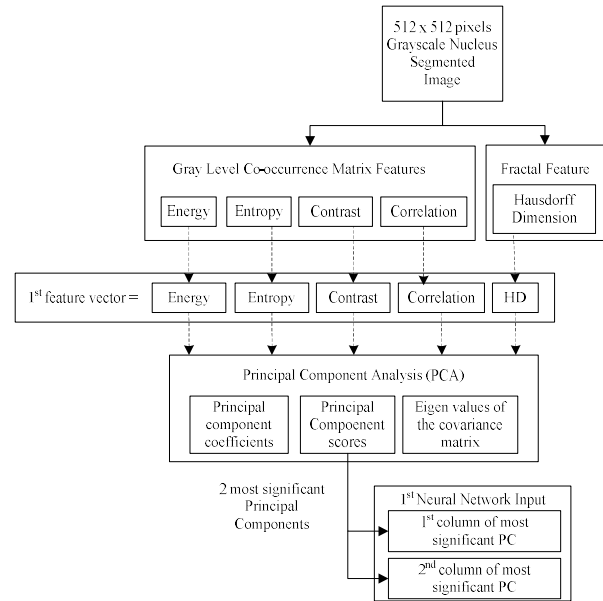 512 x 512 pixels
Grayscale Nucleus
Segmented
Image
Gray Level Co-occurrence Matrix Features
Energy
Entropy
Contrast
Correlation
Fractal Feature
Hausdorff
Dimension
1st feature vector =
Energy
Entropy
Contrast
Correlation
HD
Principal Component Analysis (PCA)
Principal
component
coefficients
Principal
Compoenent
scores
Eigen values of
the covariance
matrix
2 most significant
Principal
Components
1st Neural Network Input
1st column of most
significant PC
2nd column of most
significant PC